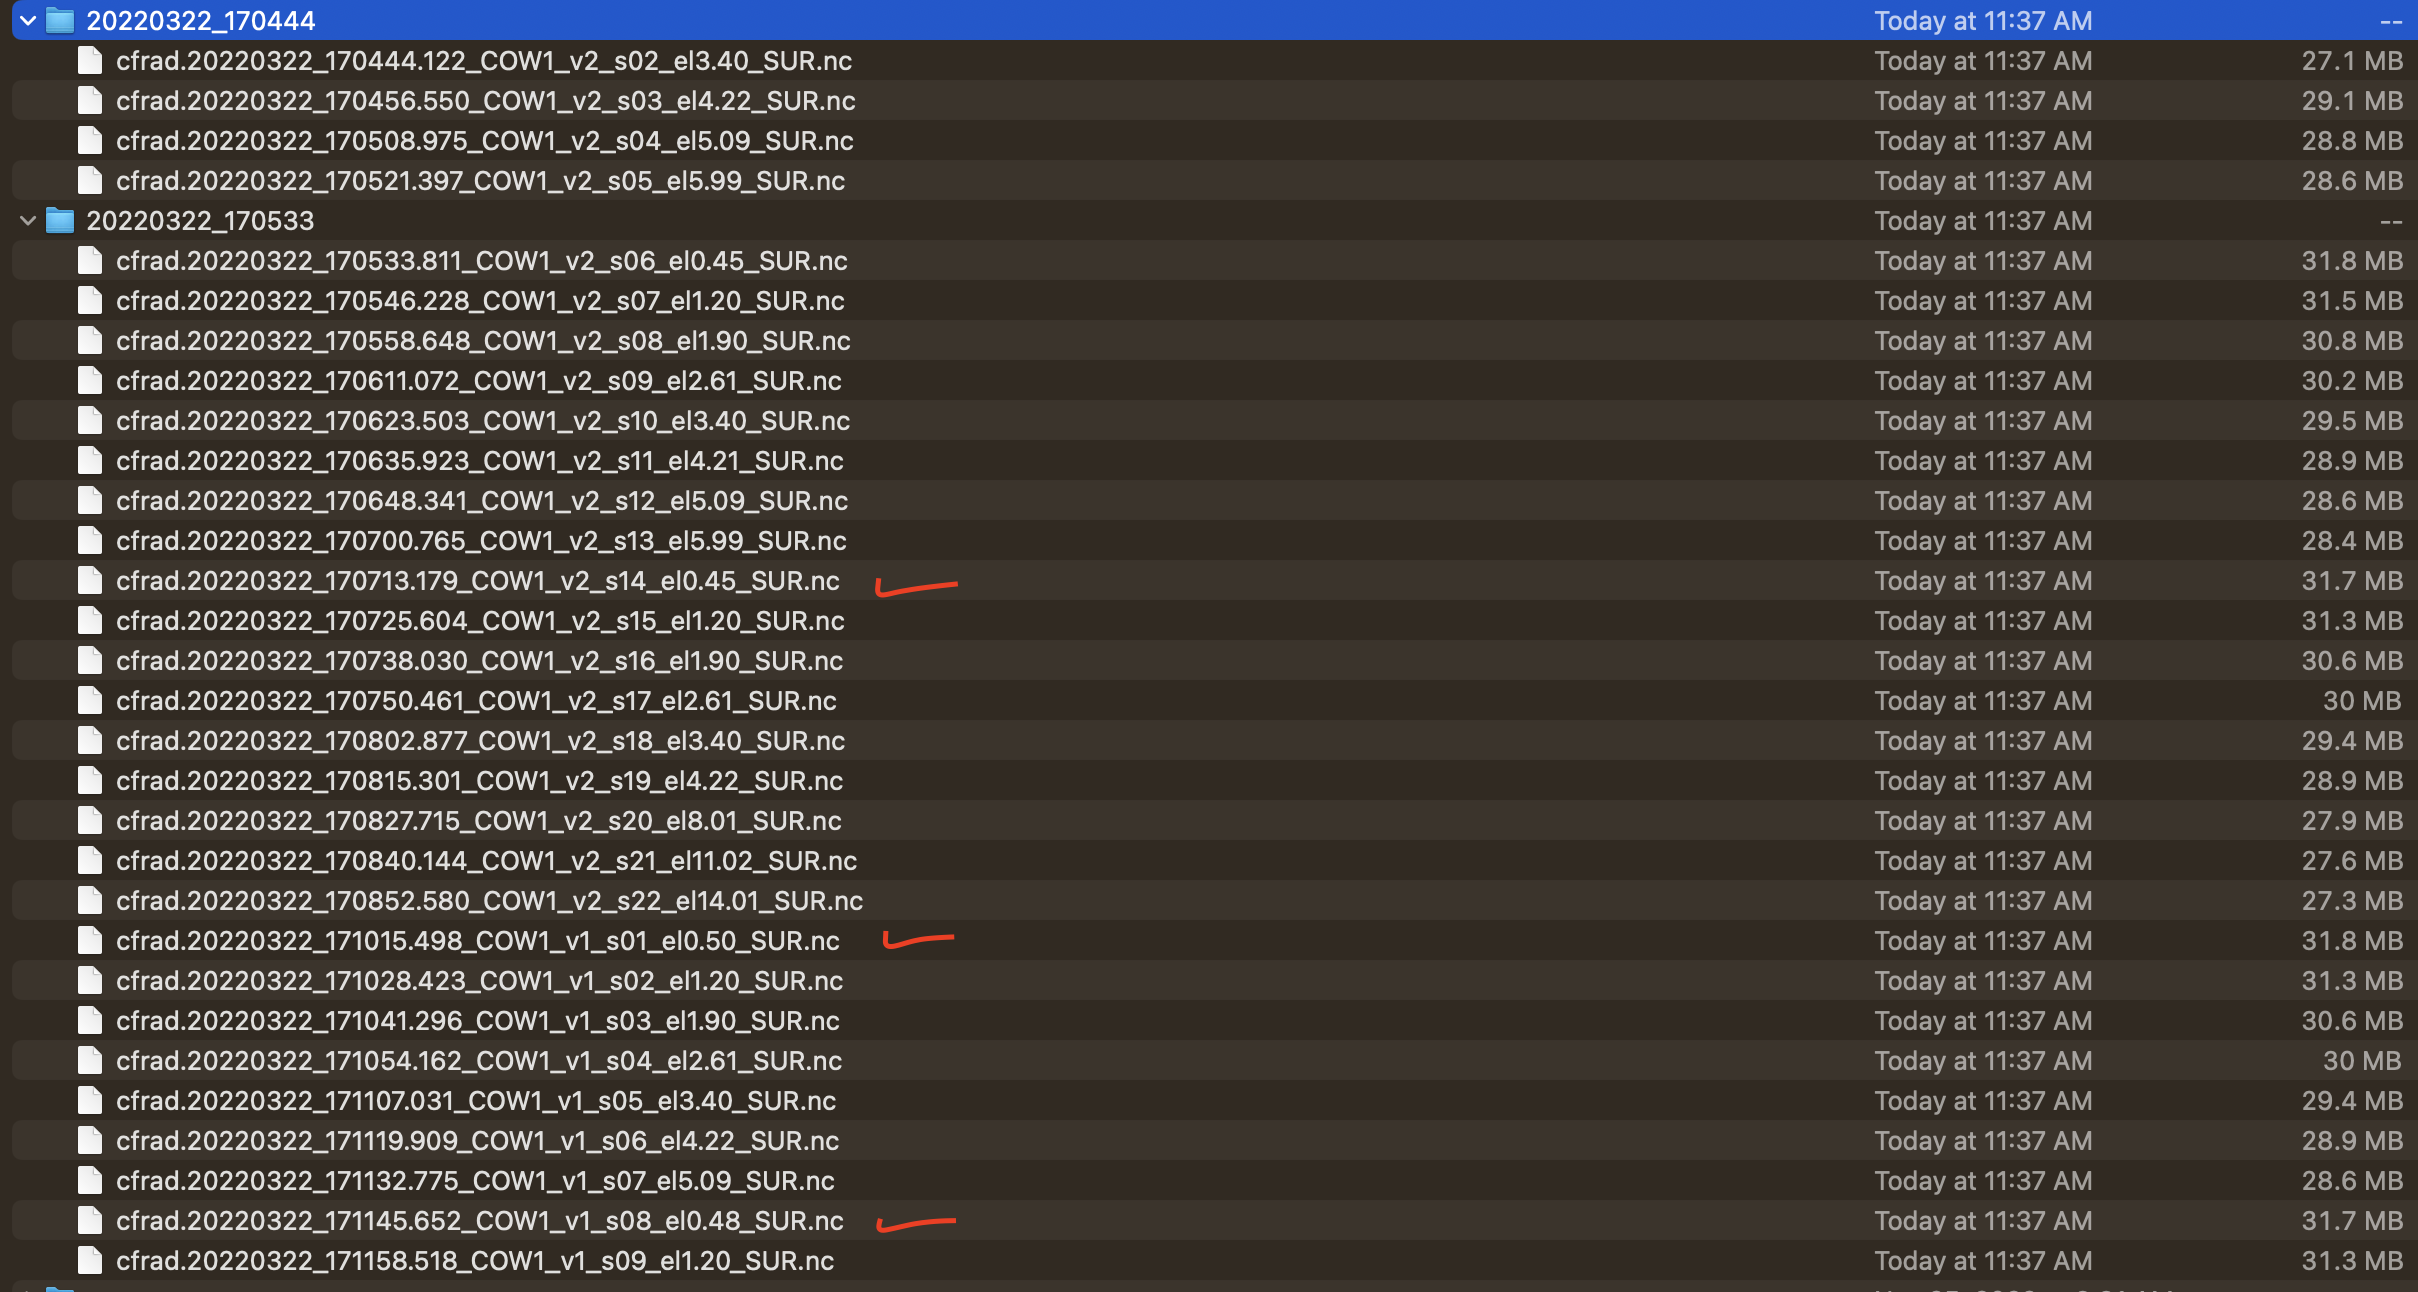 20220322_170444 Today at 11:37 AM --
cfrad.20220322_170444.122_COW1_v2_s02_el3.40_SUR.nc Today at 11:37 AM 27.1 MB
cfrad.20220322_170456.550_COW1_v2_s03_el4.22_SUR.nc Today at 11:37 AM 29.1 MB
cfrad.20220322_170508.975_COW1_v2_s04_el5.09_SUR.nc Today at 11:37 AM 28.8 MB
cfrad.20220322_170521.397_COW1_v2_s05_el5.99_SUR.nc Today at 11:37 AM 28.6 MB
20220322_170533 Today at 11:37 AM --
cfrad.20220322_170533.811_COW1_v2_s06_el0.45_SUR.nc Today at 11:37 AM 31.8 MB
cfrad.20220322_170546.228_COW1_v2_s07_el1.20_SUR.nc Today at 11:37 AM 31.5 MB
cfrad.20220322_170558.648_COW1_v2_s08_el1.90_SUR.nc Today at 11:37 AM 30.8 MB
cfrad.20220322_170611.072_COW1_v2_s09_el2.61_SUR.nc Today at 11:37 AM 30.2 MB
cfrad.20220322_170623.503_COW1_v2_s10_el3.40_SUR.nc Today at 11:37 AM 29.5 MB
cfrad.20220322_170635.923_COW1_v2_s11_el4.21_SUR.nc Today at 11:37 AM 28.9 MB
cfrad.20220322_170648.341_COW1_v2_s12_el5.09_SUR.nc Today at 11:37 AM 28.6 MB
cfrad.20220322_170700.765_COW1_v2_s13_el5.99_SUR.nc Today at 11:37 AM 28.4 MB
cfrad.20220322_170713.179_COW1_v2_s14_el0.45_SUR.nc Today at 11:37 AM 31.7 MB
cfrad.20220322_170725.604_COW1_v2_s15_el1.20_SUR.nc Today at 11:37 AM 31.3 MB
cfrad.20220322_170738.030_COW1_v2_s16_el1.90_SUR.nc Today at 11:37 AM 30.6 MB
cfrad.20220322_170750.461_COW1_v2_s17_el2.61_SUR.nc Today at 11:37 AM 30 MB
cfrad.20220322_170802.877_COW1_v2_s18_el3.40_SUR.nc Today at 11:37 AM 29.4 MB
cfrad.20220322_170815.301_COW1_v2_s19_el4.22_SUR.nc Today at 11:37 AM 28.9 MB
cfrad.20220322_170827.715_COW1_v2_s20_el8.01_SUR.nc Today at 11:37 AM 27.9 MB
cfrad.20220322_170840.144_COW1_v2_s21_el11.02_SUR.nc Today at 11:37 AM 27.6 MB
cfrad.20220322_170852.580_COW1_v2_s22_el14.01_SUR.nc Today at 11:37 AM 27.3 MB
cfrad.20220322_171015.498_COW1_v1_s01_el0.50_SUR.nc Today at 11:37 AM 31.8 MB
cfrad.20220322_171028.423_COW1_v1_s02_el1.20_SUR.nc Today at 11:37 AM 31.3 MB
cfrad.20220322_171041.296_COW1_v1_s03_el1.90_SUR.nc Today at 11:37 AM 30.6 MB
cfrad.20220322_171054.162_COW1_v1_s04_el2.61_SUR.nc Today at 11:37 AM 30 MB
cfrad.20220322_171107.031_COW1_v1_s05_el3.40_SUR.nc Today at 11:37 AM 29.4 MB
cfrad.20220322_171119.909_COW1_v1_s06_el4.22_SUR.nc Today at 11:37 AM 28.9 MB
cfrad.20220322_171132.775_COW1_v1_s07_el5.09_SUR.nc Today at 11:37 AM 28.6 MB
cfrad.20220322_171145.652_COW1_v1_s08_el0.48_SUR.nc Today at 11:37 AM 31.7 MB
cfrad.20220322_171158.518_COW1_v1_s09_el1.20_SUR.nc Today at 11:37 AM 31.3 MB